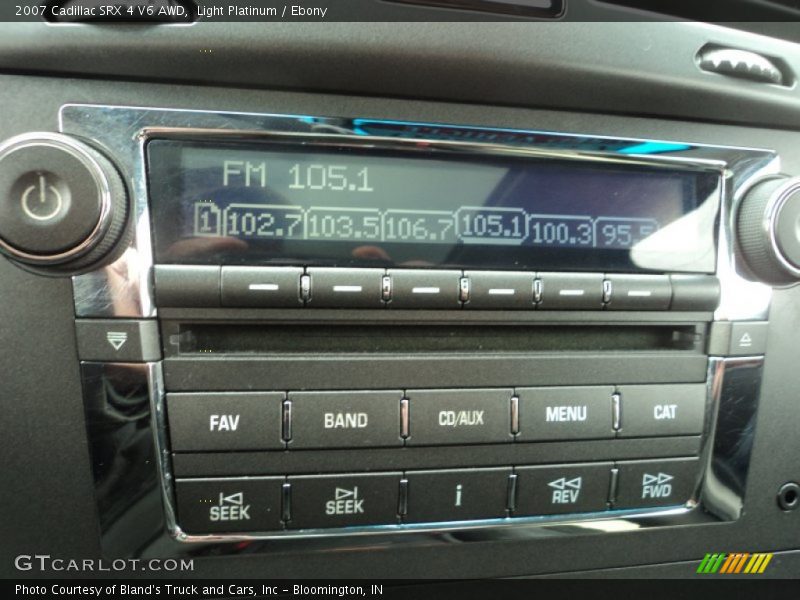 2007 Cadillac SRX 4 V6 AWD, Light Platinum / Ebony
FM 105.1
1 102.7 103.5 106.7 105.1 100.3 95.5
FAV BAND CD/AUX MENU CAT
SEEK SEEK i REV FWD
GTCARLOT.COM
Photo Courtesy of Bland's Truck and Cars, Inc - Bloomington, IN